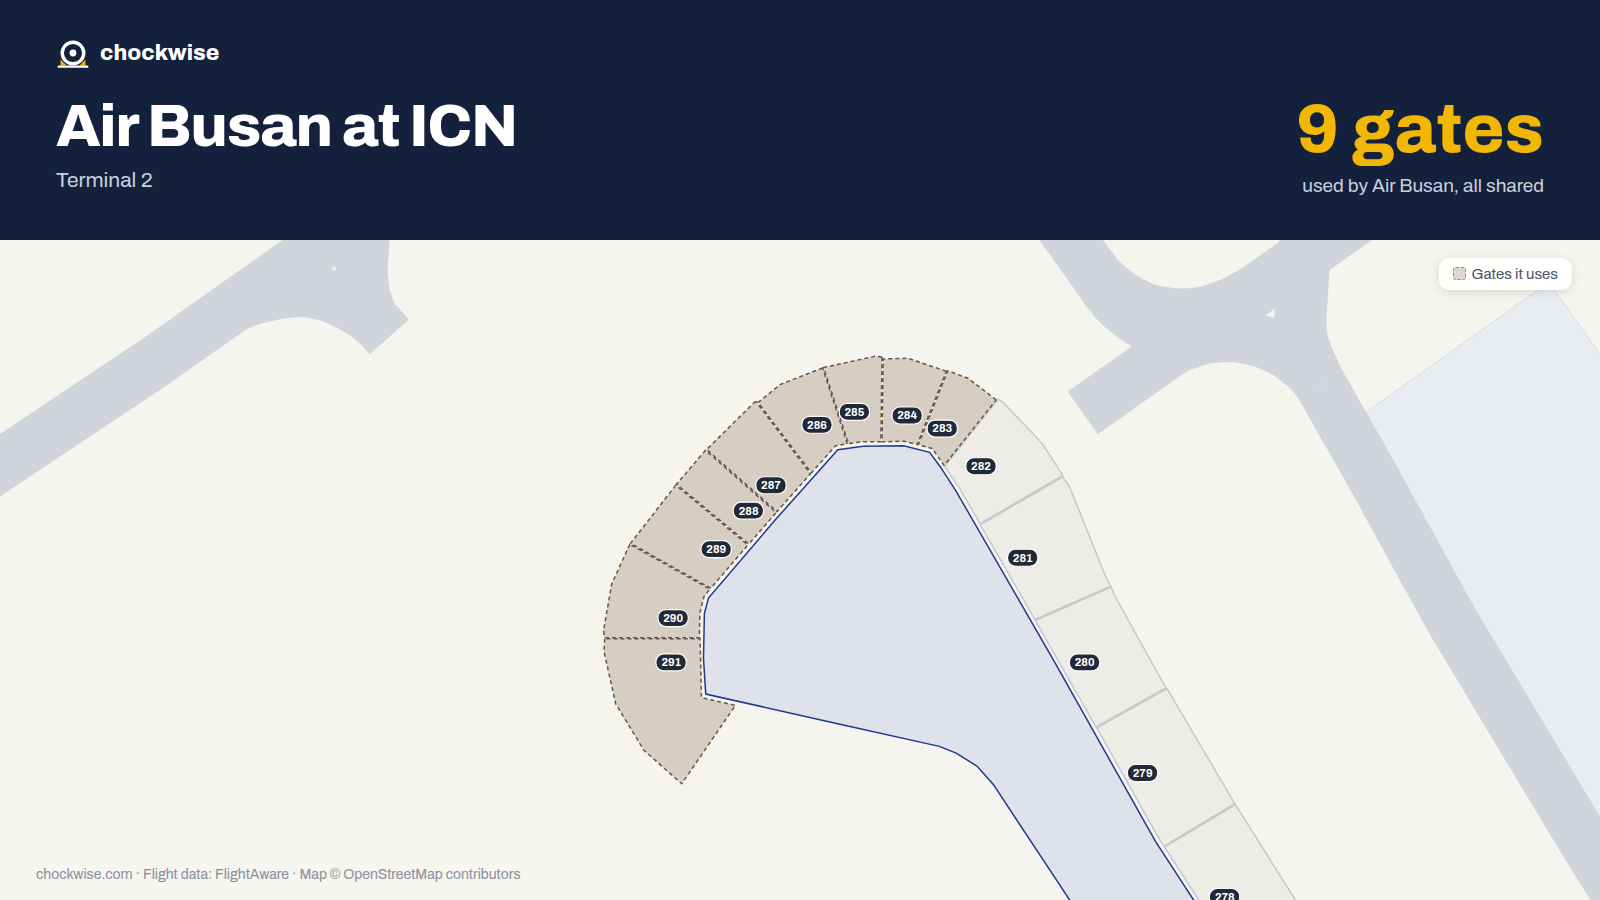 chockwise
Air Busan at ICN
Terminal 2
9 gates
used by Air Busan, all shared
Gates it uses
285
284
286
283
282
287
288
289
281
290
291
280
279
278
chockwise.com · Flight data: FlightAware · Map © OpenStreetMap contributors